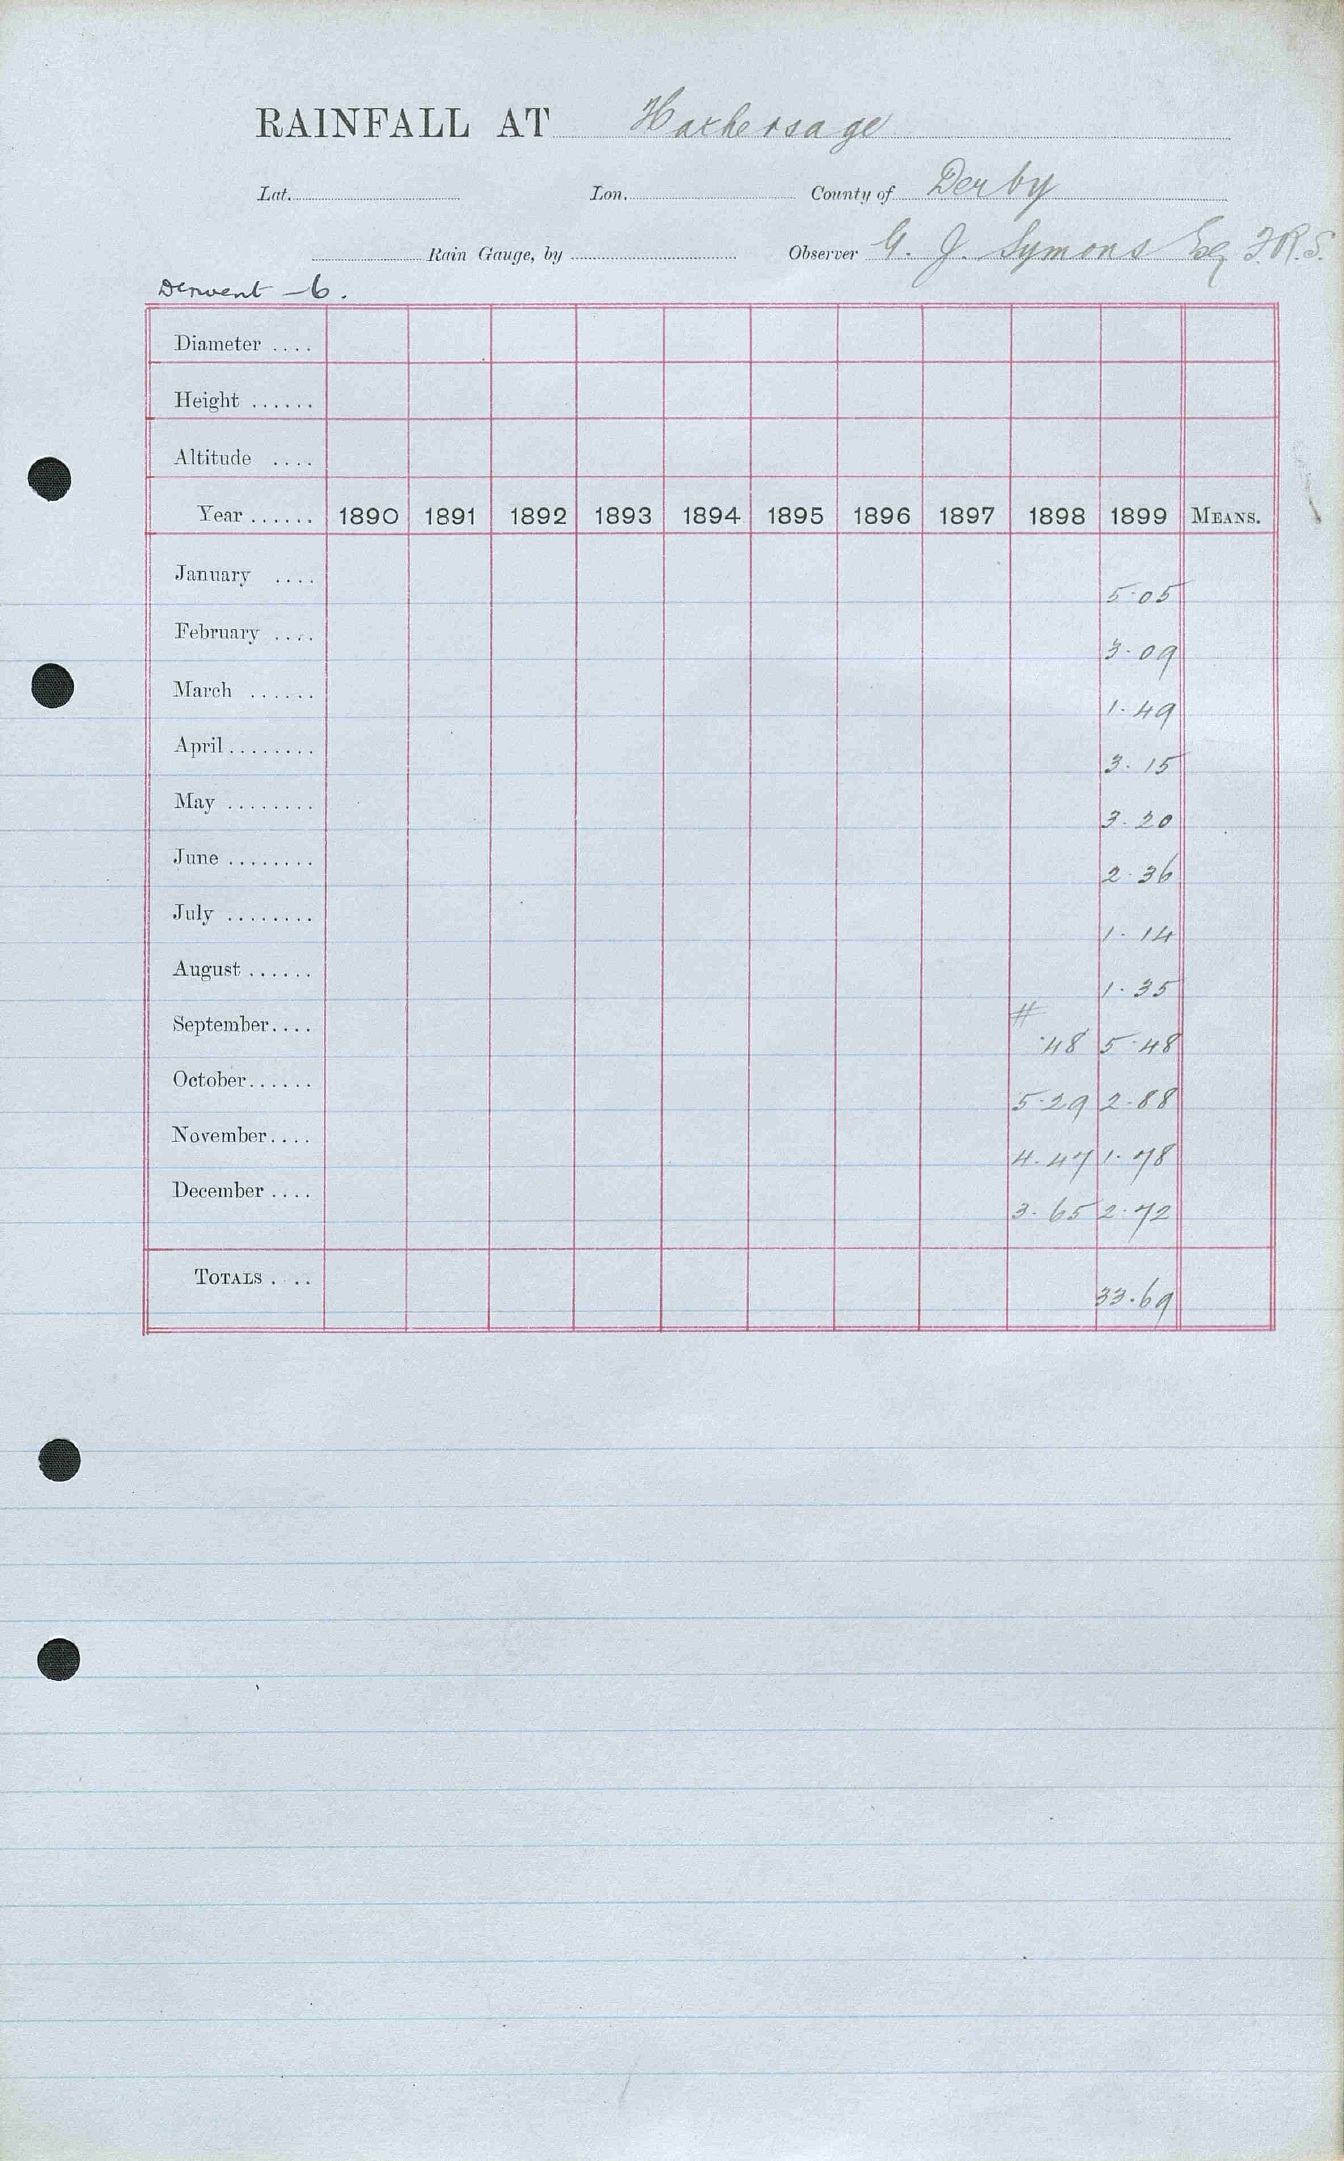 RAINFALL AT Hathersage
Lat. Lon. County of Derby
Rain Gauge, by Observer G. J. Symons Esq F.R.S.
Derwent - 6.
Diameter ....
Height ......
Altitude ....
Year ...... 1890 1891 1892 1893 1894 1895 1896 1897 1898 1899 MEANS.
January .... 5.05
February .... 3.09
March ...... 1.49
April ........ 3.15
May ........ 3.20
June ........ 2.36
July ........ 1.14
August ...... 1.35
#
September.... .48 5.48
October...... 5.29 2.88
November.... 4.47 1.78
December .... 3.65 2.72
TOTALS .... 33.69